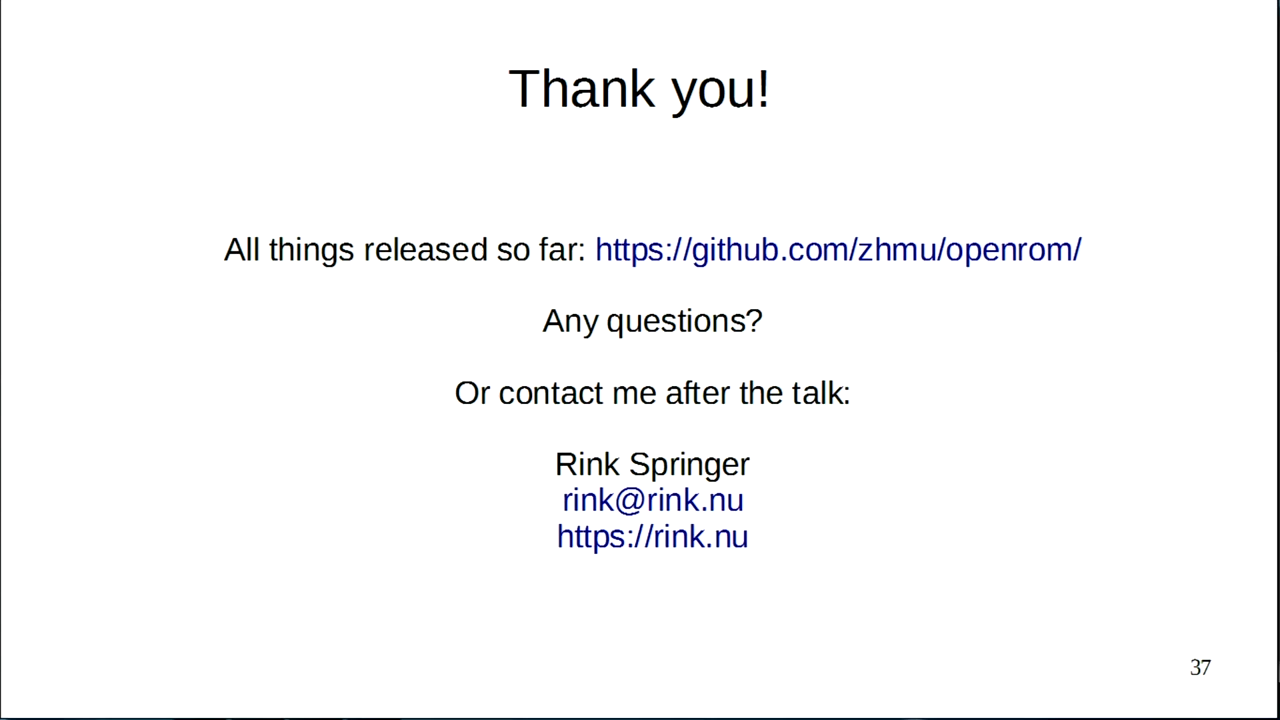 Thank you!
All things released so far: https://github.com/zhmu/openrom/
Any questions?
Or contact me after the talk:
Rink Springer
rink@rink.nu
https://rink.nu
37